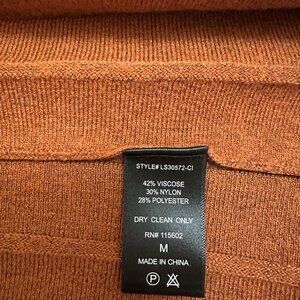 STYLE# LS30572-CI
42% VISCOSE
30% NYLON
28% POLYESTER
DRY CLEAN ONLY
RN# 115602
M
MADE IN CHINA
P